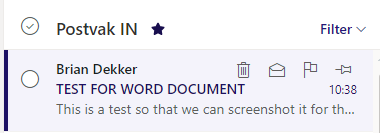 Postvak IN
Filter
Brian Dekker
TEST FOR WORD DOCUMENT
10:38
This is a test so that we can screenshot it for th...